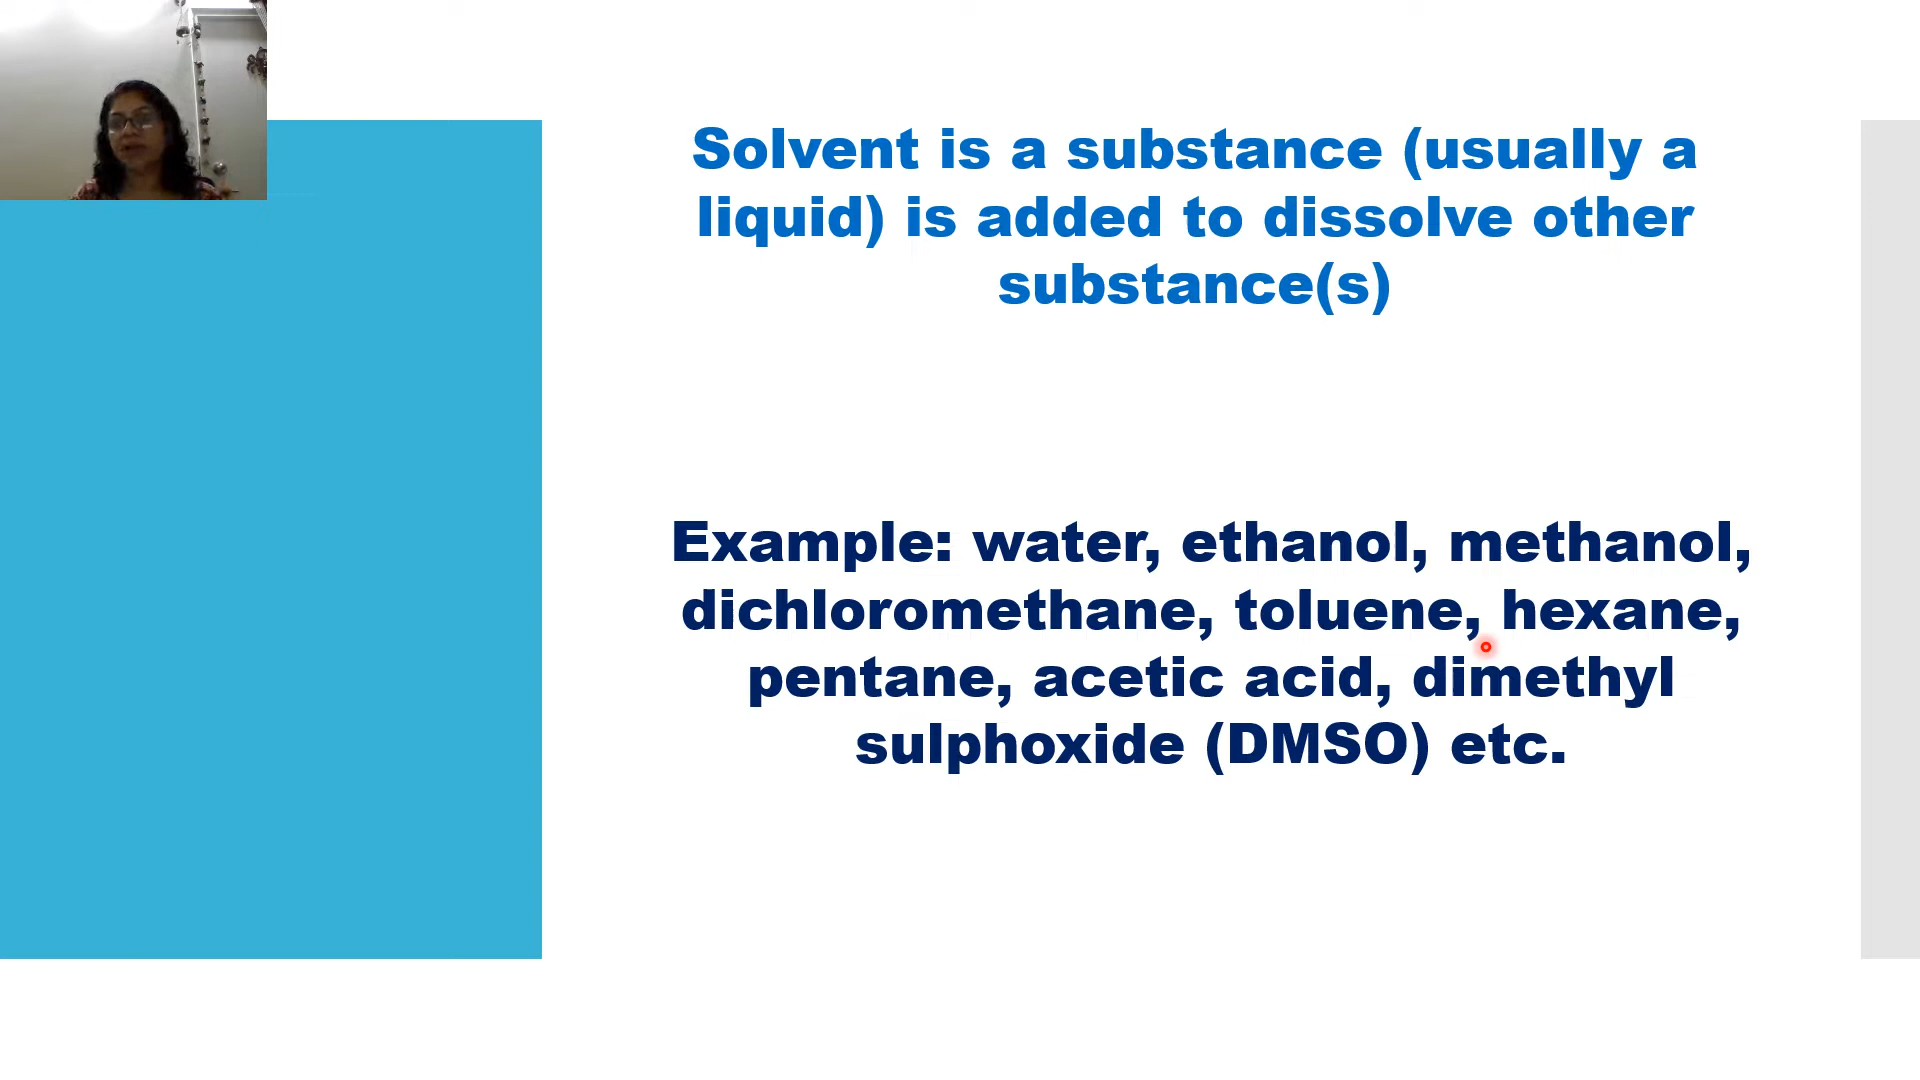 Solvent is a substance (usually a
liquid) is added to dissolve other
substance(s)
Example: water, ethanol, methanol,
dichloromethane, toluene, hexane,
pentane, acetic acid, dimethyl
sulphoxide (DMSO) etc.